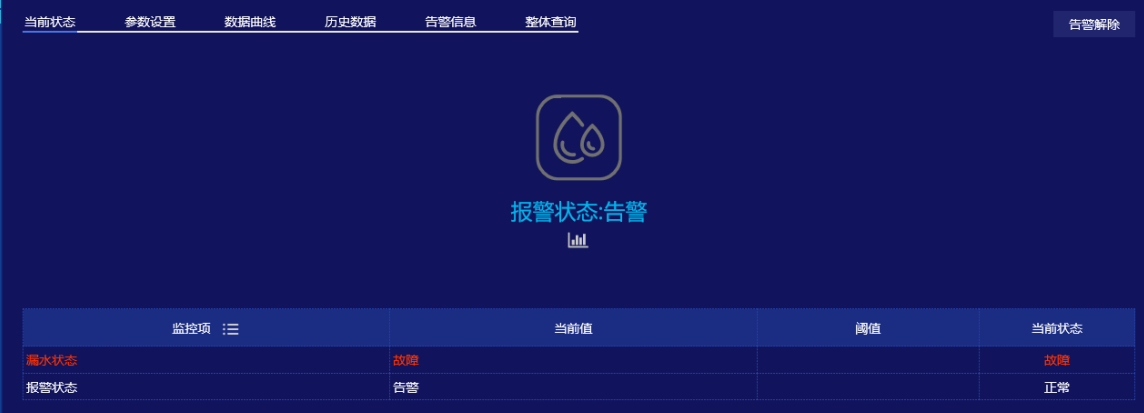 当前状态 参数设置 数据曲线 历史数据 告警信息 整体查询 告警解除
报警状态:告警
监控项 当前值 阈值 当前状态
漏水状态 故障 故障
报警状态 告警 正常